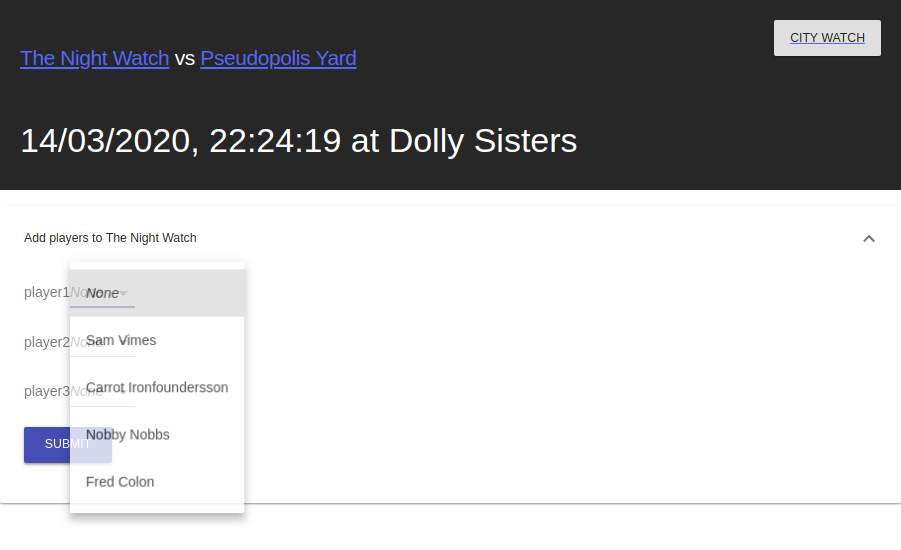 CITY WATCH
The Night Watch vs Pseudopolis Yard
14/03/2020, 22:24:19 at Dolly Sisters
Add players to The Night Watch
player1 None
None
player2 None
Sam Vimes
player3 None
Carrot Ironfoundersson
Nobby Nobbs
SUBMIT
Fred Colon